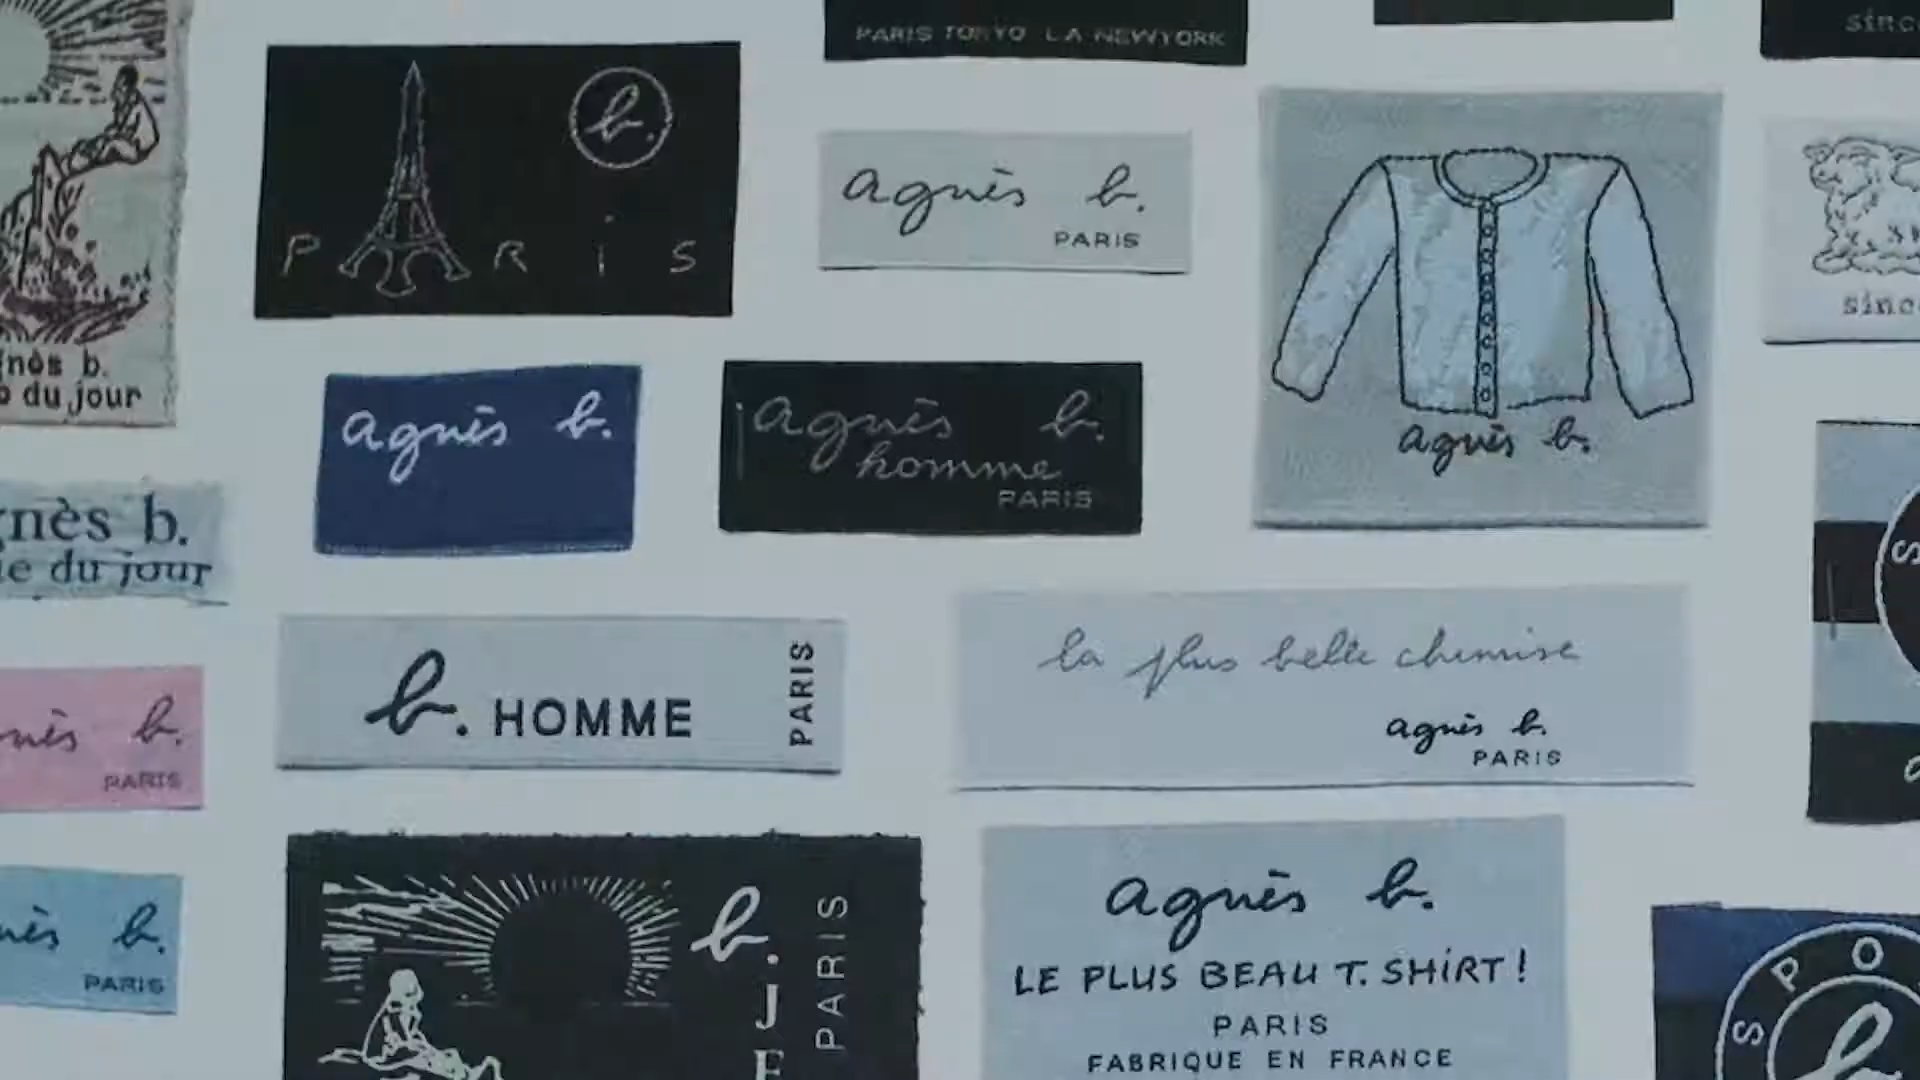 PARIS TOKYO L.A NEWYORK
sinc
b.
PARiS
agnès b.
PARIS
agnès b.
sinc
nès b.
du jour
agnès b.
agnès b.
homme
PARIS
gnès b.
ie du jour
b. HOMME
PARIS
la plus belle chemise
agnès b.
PARIS
nès b.
PARIS
agnès b.
LE PLUS BEAU T. SHiRT !
PARIS
FABRIQUE EN FRANCE
ès b.
PARIS
b.
J
E
PARIS
S P O
b